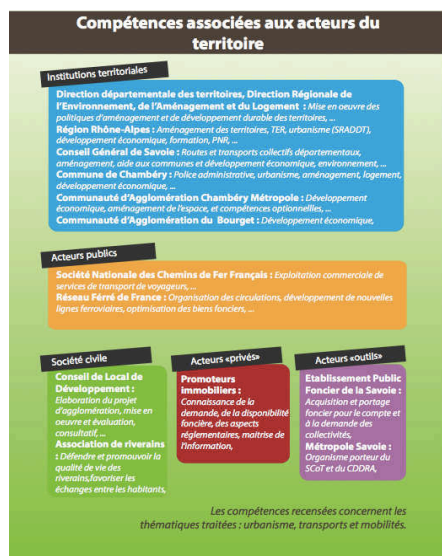 Compétences associées aux acteurs du
territoire
Institutions territoriales
Direction départementale des territoires, Direction Régionale de
l'Environnement, de l'Aménagement et du Logement : Mise en oeuvre des
politiques d'aménagement et de développement durable des territoires, ...
Région Rhône-Alpes : Aménagement des territoires, TER, urbanisme (SRADDT),
développement économique, formation, PNR, ...
Conseil Général de Savoie : Routes et transports collectifs départementaux,
aménagement, aide aux communes et développement économique, environnement, ...
Commune de Chambéry : Police administrative, urbanisme, aménagement, logement,
développement économique, ...
Communauté d'Agglomération Chambéry Métropole : Développement
économique, aménagement de l'espace, et compétences optionnelles, ...
Communauté d'Agglomération du Bourget : Développement économique,
Acteurs publics
Société Nationale des Chemins de Fer Français : Exploitation commerciale de
services de transport de voyageurs, ...
Réseau Férré de France : Organisation des circulations, développement de nouvelles
lignes ferroviaires, optimisation des biens fonciers, ...
Société civile
Conseil de Local de
Développement :
Elaboration du projet
d'agglomération, mise en
oeuvre et évaluation,
consultatif, ...
Association de riverains
: Défendre et promouvoir la
qualité de vie des
riverains,favoriser les
échanges entre les habitants,
Acteurs «privés»
Promoteurs
immobiliers :
Connaissance de la
demande, de la disponibilité
foncière, des aspects
réglementaires, maitrise de
l'information,
Acteurs «outils»
Etablissement Public
Foncier de la Savoie :
Acquisition et portage
foncier pour le compte et
à la demande des
collectivités,
Métropole Savoie :
Organisme porteur du
SCoT et du CDDRA,
Les compétences recensées concernent les
thématiques traitées : urbanisme, transports et mobilités.